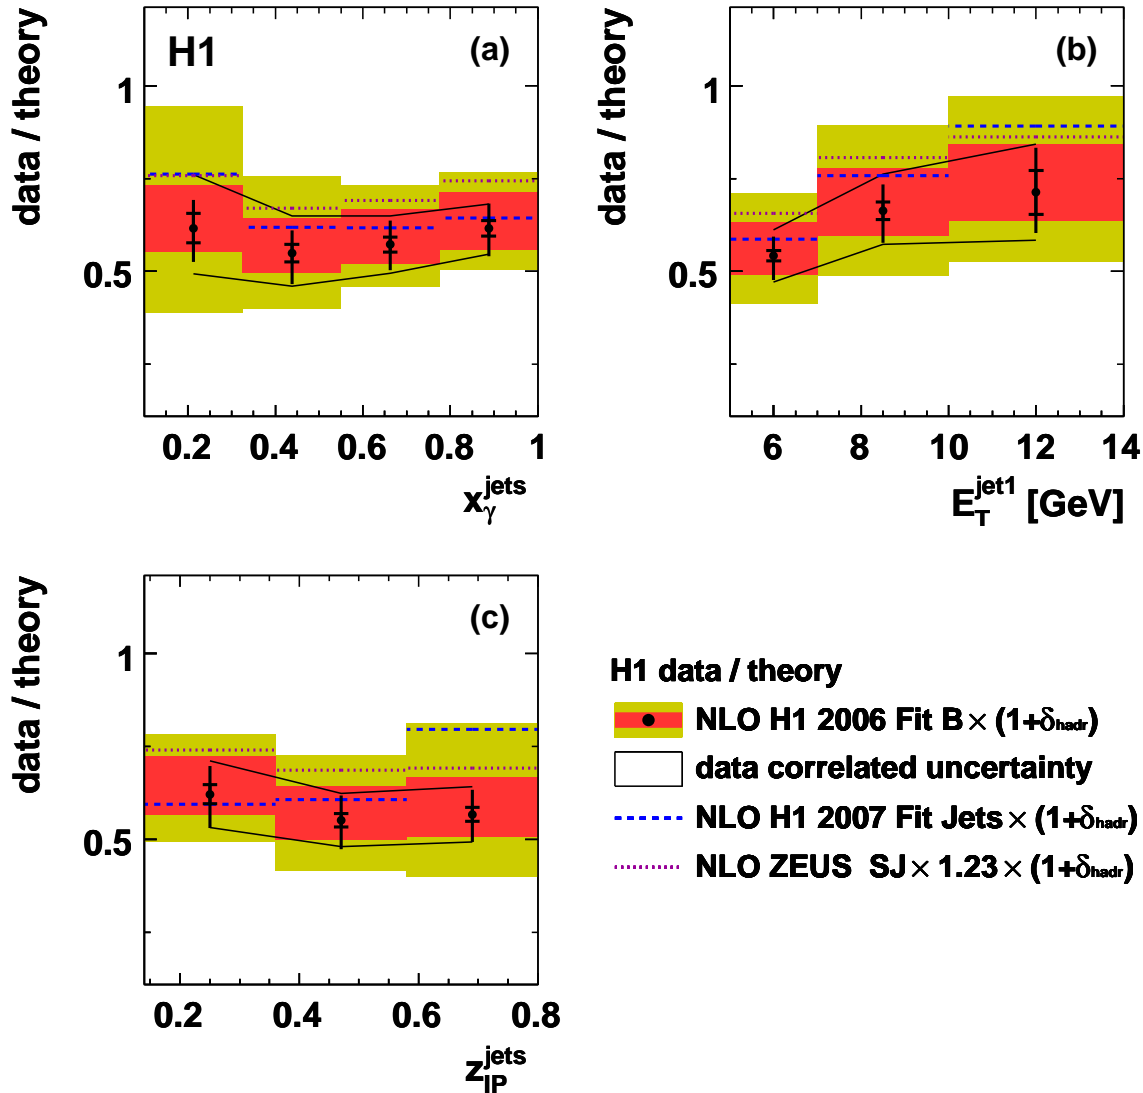 data / theory
H1
(a)
1
0.5
0.2 0.4 0.6 0.8 1
xγ^jets
data / theory
(b)
1
0.5
6 8 10 12 14
E_T^jet1 [GeV]
data / theory
(c)
1
0.5
0.2 0.4 0.6 0.8
z_IP^jets
H1 data / theory
NLO H1 2006 Fit B × (1+δhadr)
data correlated uncertainty
NLO H1 2007 Fit Jets × (1+δhadr)
NLO ZEUS SJ × 1.23 × (1+δhadr)